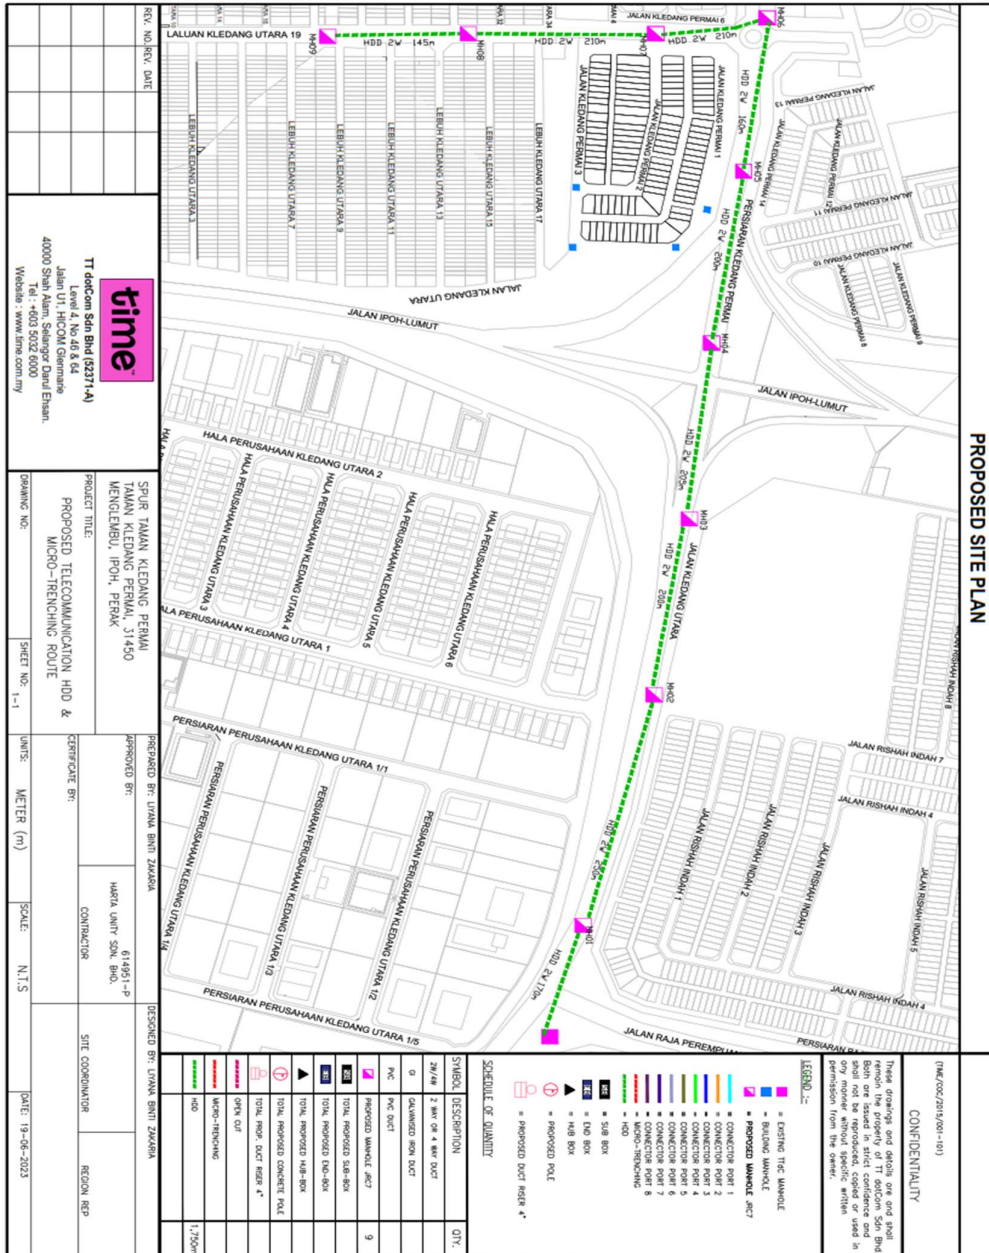 PROPOSED SITE PLAN
LALUAN KLEDANG UTARA 19
MH09
HDD 2W 145m
MH08
HDD 2W 210m
MH07
HDD 2W 210m
MH06
JALAN KLEDANG PERMAI 6
HDD 2W 160m
MH05
HDD 2W 200m
MH04
HDD 2W 205m
MH03
HDD 2W 200m
MH02
MH01
HDD 2W 170m
PERSIARAN KLEDANG PERMAI
JALAN KLEDANG UTARA
JALAN KLEDANG PERMAI 1
JALAN KLEDANG PERMAI 2
JALAN KLEDANG PERMAI 3
JALAN KLEDANG PERMAI 13
JALAN KLEDANG PERMAI 14
JALAN KLEDANG PERMAI 12
JALAN KLEDANG PERMAI 11
JALAN KLEDANG PERMAI 10
JALAN KLEDANG PERMAI 9
JALAN KLEDANG PERMAI 8
LEBUH KLEDANG UTARA 3
LEBUH KLEDANG UTARA 7
LEBUH KLEDANG UTARA 9
LEBUH KLEDANG UTARA 11
LEBUH KLEDANG UTARA 13
LEBUH KLEDANG UTARA 15
LEBUH KLEDANG UTARA 17
JALAN KLEDANG UTARA
JALAN IPOH-LUMUT
JALAN IPOH-LUMUT
HALA PERUSAHAAN KLEDANG UTARA 2
HALA PERUSAHAAN KLEDANG UTARA 3
HALA PERUSAHAAN KLEDANG UTARA 4
HALA PERUSAHAAN KLEDANG UTARA 5
HALA PERUSAHAAN KLEDANG UTARA 6
ALA PERUSAHAAN KLEDANG UTARA 1
PERSIARAN PERUSAHAAN KLEDANG UTARA 1/1
PERSIARAN PERUSAHAAN KLEDANG UTARA 1/2
PERSIARAN PERUSAHAAN KLEDANG UTARA 1/3
PERSIARAN PERUSAHAAN KLEDANG UTARA 1/4
PERSIARAN PERUSAHAAN KLEDANG UTARA 1/5
JALAN RISHAH INDAH 8
JALAN RISHAH INDAH 7
JALAN RISHAH INDAH 4
JALAN RISHAH INDAH 5
JALAN RISHAH INDAH 1
JALAN RISHAH INDAH 2
JALAN RISHAH INDAH 3
JALAN RISHAH INDAH 4
JALAN RAJA PEREMPUA
(TIME/COC/2015/001-101)
CONFIDENTIALITY
These drawings and details are and shall
remain the property of TT dotCom Sdn Bhd
Both are issued in strict confidence and
shall not be reproduced, copied or used in
any manner without specific written
permission from the owner.
LEGEND :-
= EXISTING TTdC MANHOLE
= BUILDING MANHOLE
= PROPOSED MANHOLE JRC7
= CONNECTOR PORT 1
= CONNECTOR PORT 2
= CONNECTOR PORT 3
= CONNECTOR PORT 4
= CONNECTOR PORT 5
= CONNECTOR PORT 6
= CONNECTOR PORT 7
= CONNECTOR PORT 8
= MICRO-TRENCHING
= HDD
= SUB BOX
= END BOX
= HUB BOX
= PROPOSED POLE
= PROPOSED DUCT RISER 4"
SCHEDULE OF QUANTITY
SYMBOL DESCRIPTION QTY.
2W/4W 2 WAY OR 4 WAY DUCT
GI GALVANISED IRON DUCT
PVC PVC DUCT
PROPOSED MANHOLE JRC7 9
TOTAL PROPOSED SUB-BOX
TOTAL PROPOSED END-BOX
TOTAL PROPOSED HUB-BOX
TOTAL PROPOSED CONCRETE POLE
TOTAL PROP. DUCT RISER 4"
OPEN CUT
MICRO-TRENCHING
HDD 1,750m
REV. NO. REV. DATE
time
TT dotCom Sdn Bhd (52371-A)
Level 4, No 46 & 64
Jalan U1, HICOM Glenmarie
40000 Shah Alam, Selangor Darul Ehsan.
Tel : +603 5032 6000
Website : www.time.com.my
SPUR TAMAN KLEDANG PERMAI
TAMAN KLEDANG PERMAI, 31450
MENGLEMBU, IPOH, PERAK
PROJECT TITLE:
PROPOSED TELECOMMUNICATION HDD &
MICRO-TRENCHING ROUTE
DRAWING NO:
SHEET NO: 1-1
PREPARED BY: LIYANA BINTI ZAKARIA
DESIGNED BY: LIYANA BINTI ZAKARIA
APPROVED BY:
614951-P
HARTA UNITY SDN. BHD.
CERTIFICATE BY:
CONTRACTOR
SITE COORDINATOR
REGION REP
UNITS: METER (m)
SCALE: N.T.S
DATE: 19-06-2023